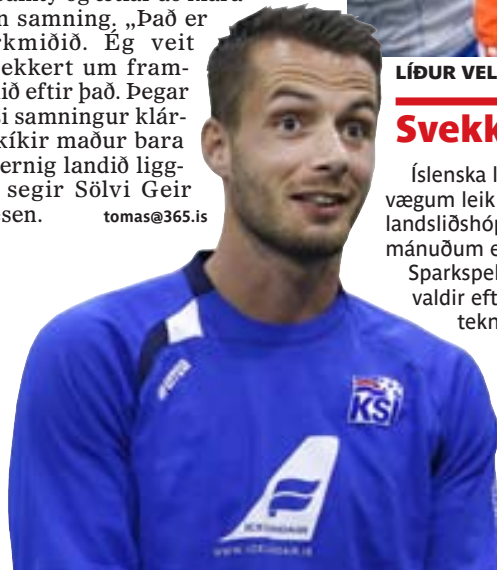 n samning. „Það er
rkmiðið. Ég veit
ekkert um fram-
ið eftir það. Þegar
si samningur klár-
kíkir maður bara
ernig landið ligg-
segir Sölvi Geir
sen.
tomas@365.is
LÍÐUR VEL
Svekk
Íslenska l
vægum leik
landsliðshóp
mánuðum e
Sparkspel
valdir eft
tekn
KSÍ
ICELANDAIR
www.icelandair.is